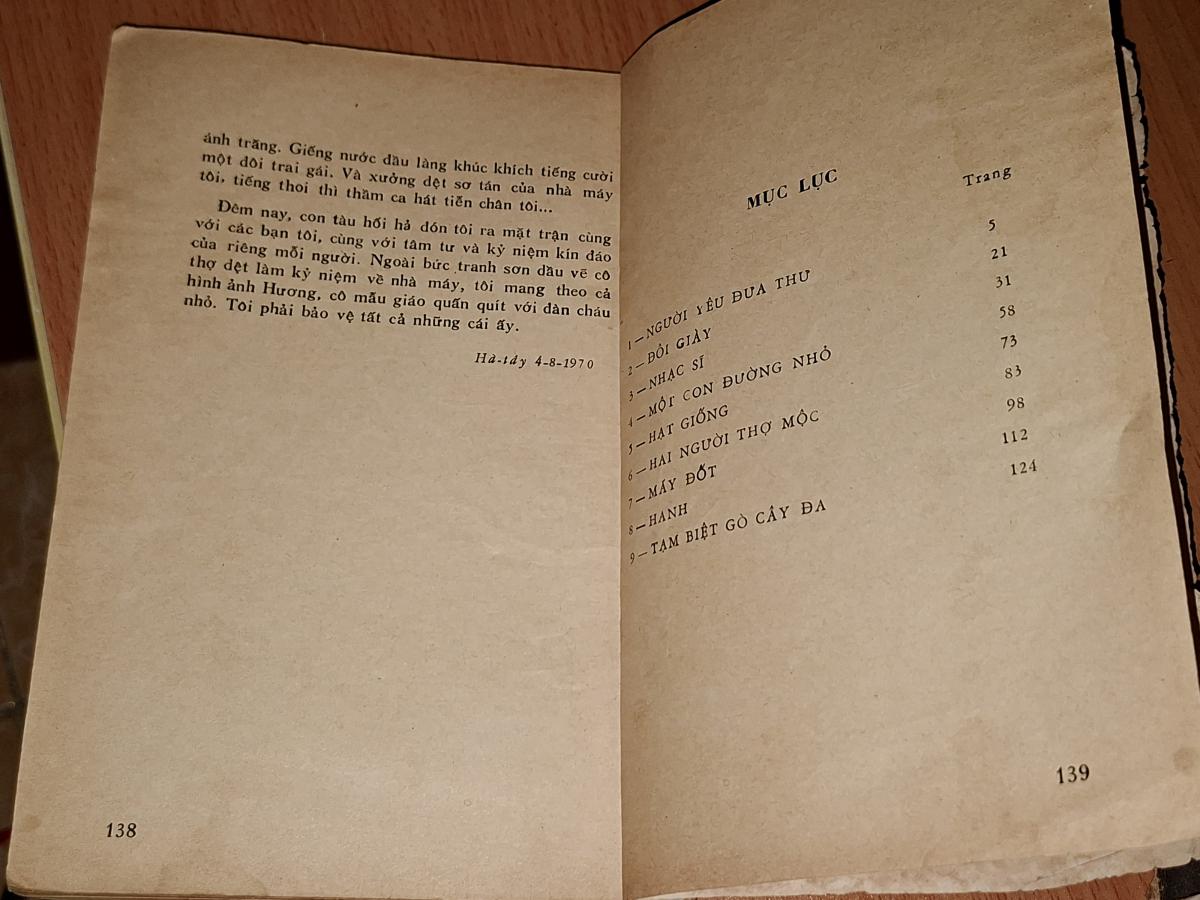 ánh trăng. Giếng nước đầu làng khúc khích tiếng cười
một đôi trai gái. Và xưởng dệt sơ tán của nhà máy
tôi, tiếng thoi thì thầm ca hát tiễn chân tôi...
Đêm nay, con tàu hối hả đón tôi ra mặt trận cùng
với các bạn tôi, cùng với tâm tư và kỷ niệm kín đáo
của riêng mỗi người. Ngoài bức tranh sơn dầu vẽ cô
thợ dệt làm kỷ niệm về nhà máy, tôi mang theo cả
hình ảnh Hương, cô mẫu giáo quấn quít với đàn cháu
nhỏ. Tôi phải bảo vệ tất cả những cái ấy.
Hà-tây 4-8-1970
138
MỤC LỤC
Trang
1 — NGƯỜI YÊU ĐƯA THƯ 5
2 — ĐÔI GIÀY 21
3 — NHẠC SĨ 31
4 — MỘT CON ĐƯỜNG NHỎ 58
5 — HẠT GIỐNG 73
6 — HAI NGƯỜI THỢ MỘC 83
7 — MÁY ĐỐT 98
8 — HẠNH 112
9 — TẠM BIỆT GÒ CÂY ĐA 124
139